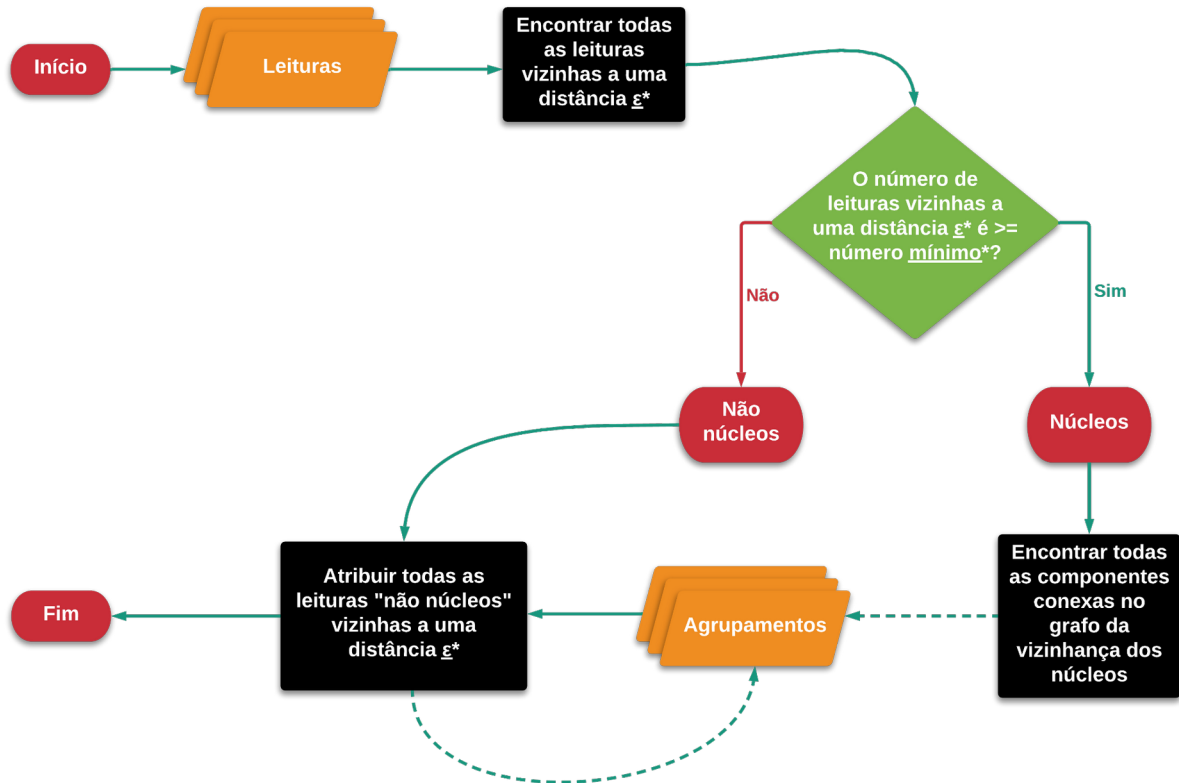 Início
Leituras
Encontrar todas
as leituras
vizinhas a uma
distância ε*
O número de
leituras vizinhas a
uma distância ε* é >=
número mínimo*?
Não
Sim
Não
núcleos
Núcleos
Encontrar todas
as componentes
conexas no
grafo da
vizinhança dos
núcleos
Agrupamentos
Atribuir todas as
leituras "não núcleos"
vizinhas a uma
distância ε*
Fim